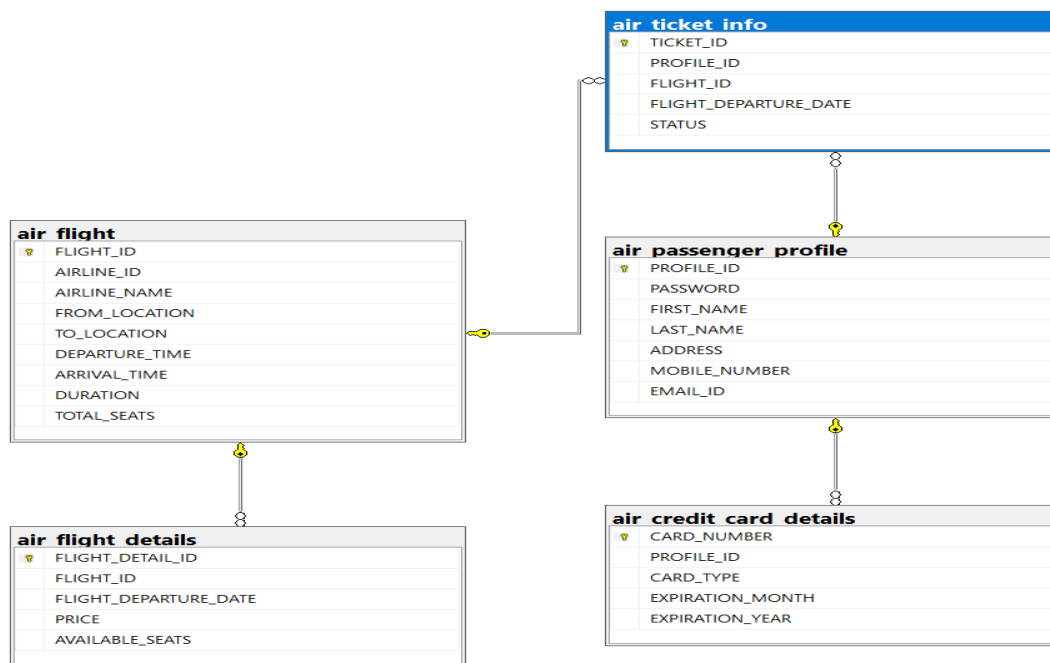 air_ticket_info
TICKET_ID
PROFILE_ID
FLIGHT_ID
FLIGHT_DEPARTURE_DATE
STATUS
air_flight
FLIGHT_ID
AIRLINE_ID
AIRLINE_NAME
FROM_LOCATION
TO_LOCATION
DEPARTURE_TIME
ARRIVAL_TIME
DURATION
TOTAL_SEATS
air_passenger_profile
PROFILE_ID
PASSWORD
FIRST_NAME
LAST_NAME
ADDRESS
MOBILE_NUMBER
EMAIL_ID
air_flight_details
FLIGHT_DETAIL_ID
FLIGHT_ID
FLIGHT_DEPARTURE_DATE
PRICE
AVAILABLE_SEATS
air_credit_card_details
CARD_NUMBER
PROFILE_ID
CARD_TYPE
EXPIRATION_MONTH
EXPIRATION_YEAR